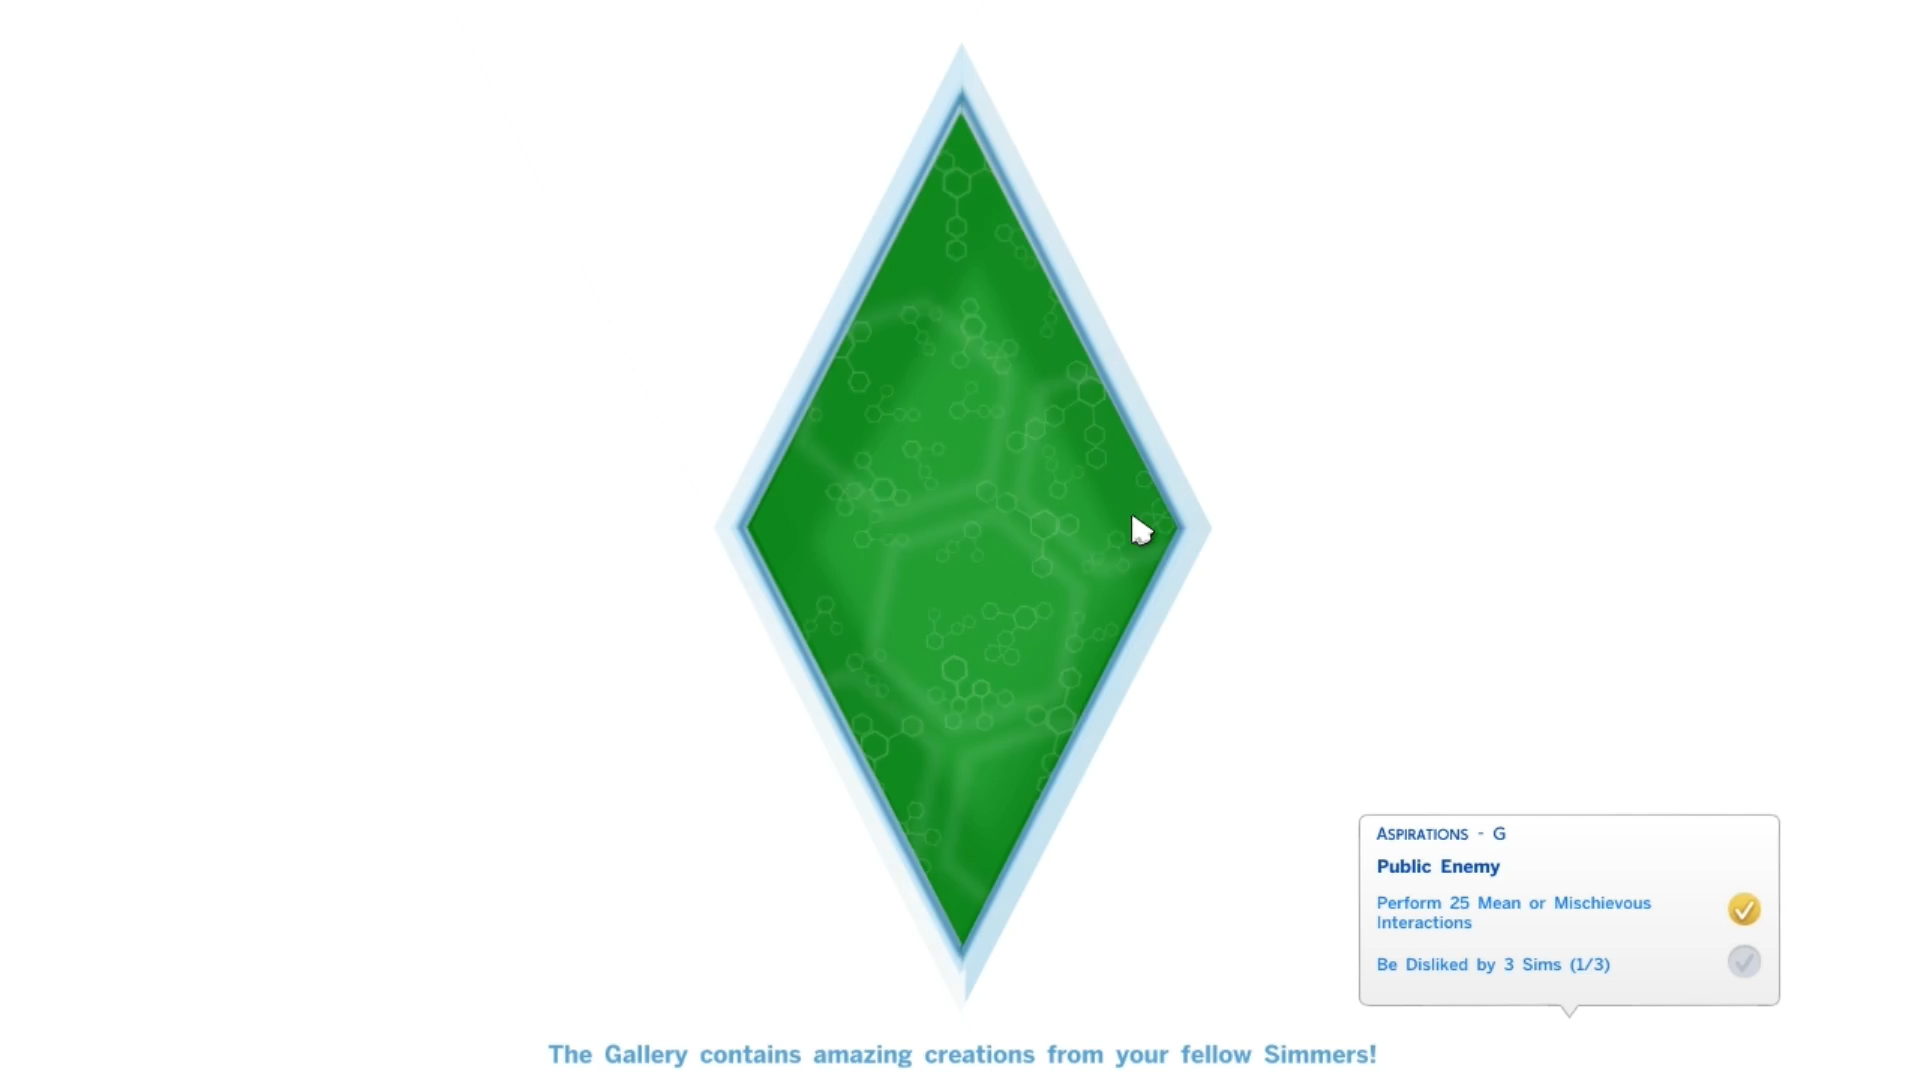 ASPIRATIONS - G
Public Enemy
Perform 25 Mean or Mischievous
Interactions
Be Disliked by 3 Sims (1/3)
The Gallery contains amazing creations from your fellow Simmers!